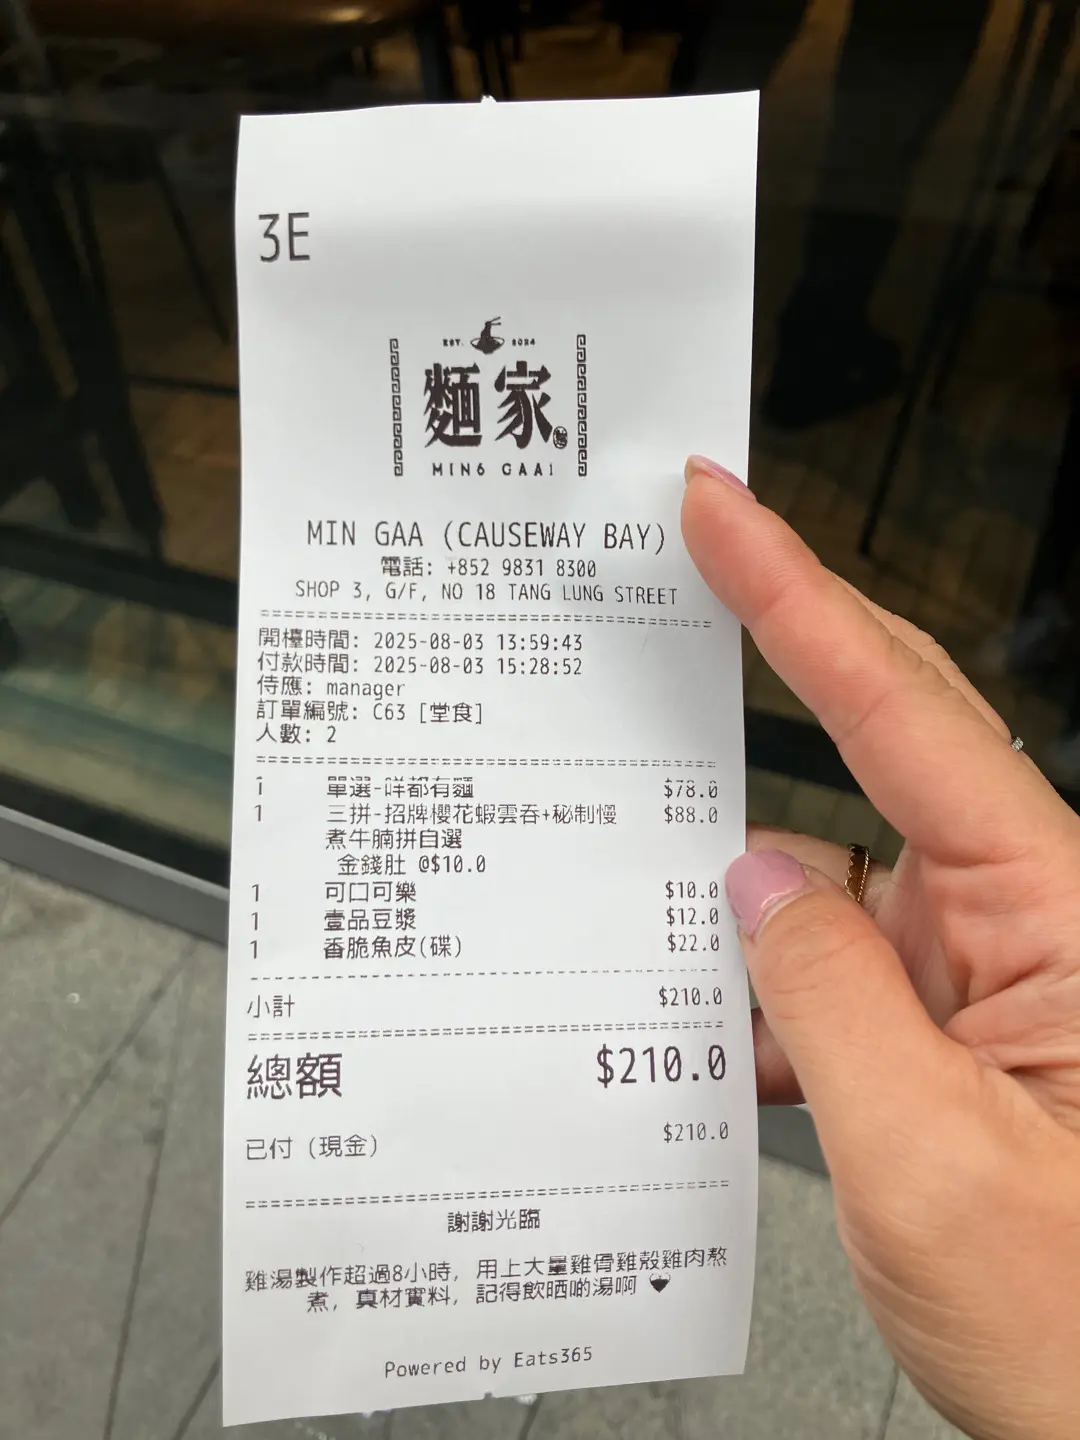 3E
EST. 2024
麵家
MING GAA!
MIN GAA (CAUSEWAY BAY)
電話: +852 9831 8300
SHOP 3, G/F, NO 18 TANG LUNG STREET
開檯時間: 2025-08-03 13:59:43
付款時間: 2025-08-03 15:28:52
侍應: manager
訂單編號: C63 [堂食]
人數: 2
1 單選-咩都有麵 $78.0
1 三拼-招牌櫻花蝦雲吞+秘制慢 $88.0
煮牛腩拼自選
金錢肚 @$10.0
1 可口可樂 $10.0
1 壹品豆漿 $12.0
1 香脆魚皮(碟) $22.0
小計 $210.0
總額 $210.0
已付 (現金) $210.0
謝謝光臨
雞湯製作超過8小時, 用上大量雞骨雞殼雞肉熬
煮, 真材實料, 記得飲晒啲湯啊 ♥
Powered by Eats365